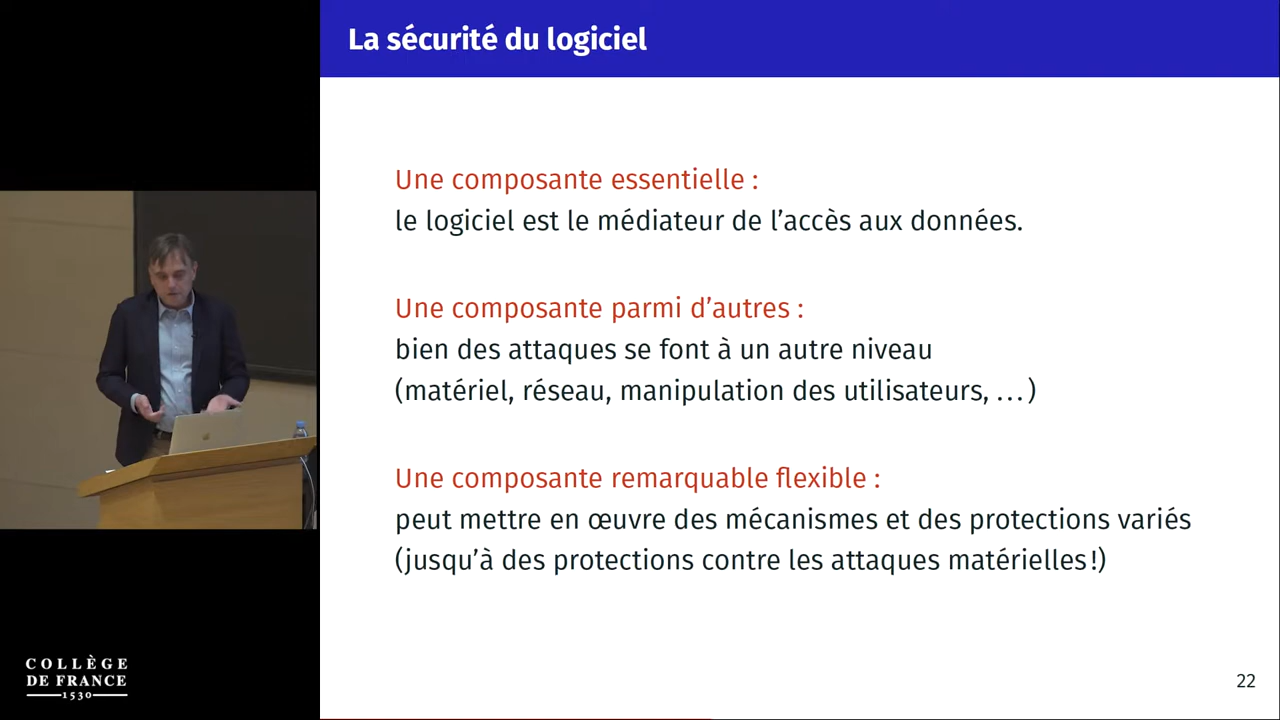 La sécurité du logiciel
Une composante essentielle :
le logiciel est le médiateur de l'accès aux données.
Une composante parmi d'autres :
bien des attaques se font à un autre niveau
(matériel, réseau, manipulation des utilisateurs, …)
Une composante remarquable flexible :
peut mettre en œuvre des mécanismes et des protections variés
(jusqu'à des protections contre les attaques matérielles !)
COLLÈGE
DE FRANCE
1530
22